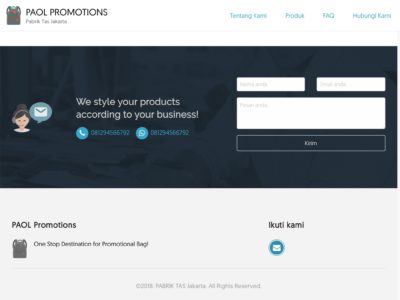 PAOL PROMOTIONS
Pabrik Tas Jakarta
Tentang Kami Produk FAQ Hubungi Kami
We style your products
according to your business!
081294566792 081294566792
Nama anda
Email anda
Pesan anda
Kirim
PAOL Promotions
Ikuti kami
One Stop Destination for Promotional Bag!
©2018. PABRIK TAS Jakarta. All Rights Reserved.